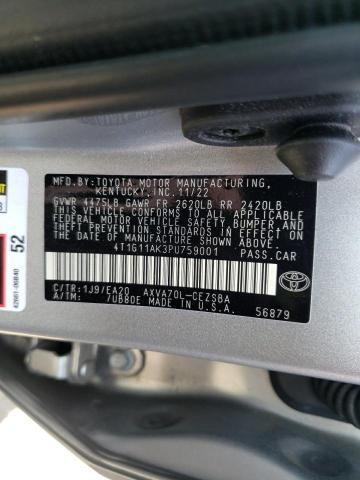 MFD.BY:TOYOTA MOTOR MANUFACTURING,
KENTUCKY, INC. 11/22
GVWR 4475LB GAWR FR 2620LB RR 2420LB
THIS VEHICLE CONFORMS TO ALL APPLICABLE
FEDERAL MOTOR VEHICLE SAFETY, BUMPER, AND
THEFT PREVENTION STANDARDS IN EFFECT ON
THE DATE OF MANUFACTURE SHOWN ABOVE.
4T1G11AK3PU759001 PASS.CAR
C/TR:1J9/EA20 AXVA70L-CEZSBA
A/TM: 7UB80E MADE IN U.S.A.
56879
52